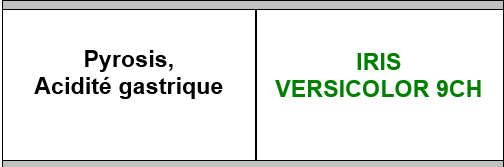 Pyrosis,
Acidité gastrique
IRIS
VERSICOLOR 9CH